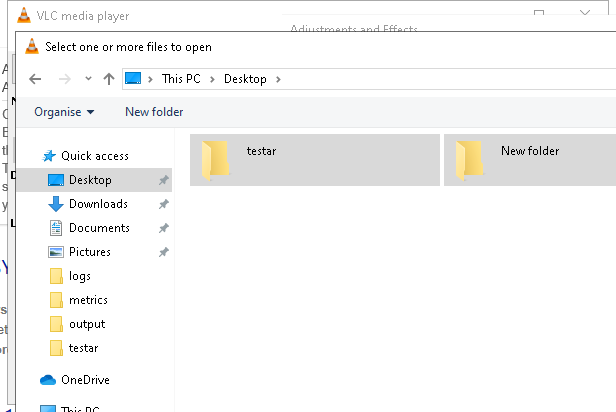 VLC media player
Adjustments and Effects
Select one or more files to open
This PC
Desktop
Organise
New folder
Quick access
Desktop
Downloads
Documents
Pictures
logs
metrics
output
testar
OneDrive
This PC
testar
New folder